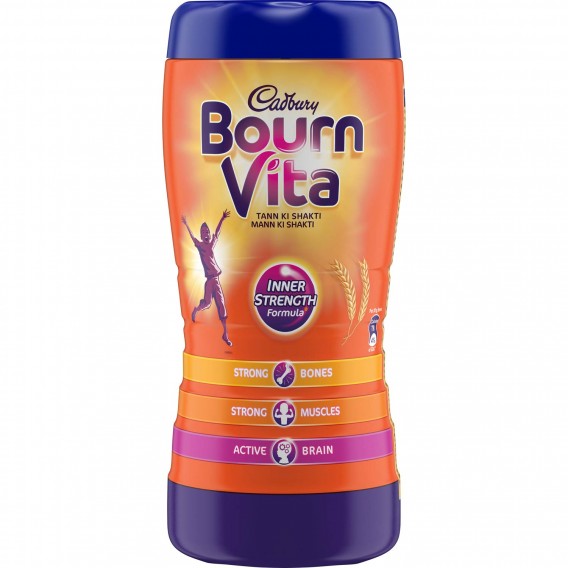 Cadbury
Bourn
Vita
TANN KI SHAKTI
MANN KI SHAKTI
INNER
STRENGTH
Formula
STRONG BONES
STRONG MUSCLES
ACTIVE BRAIN